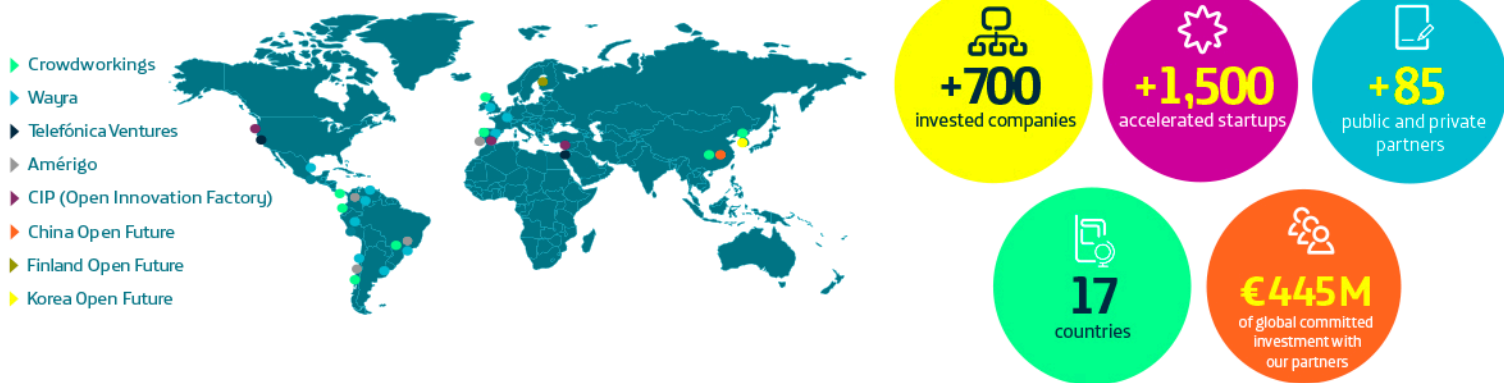 Crowdworkings
Wayra
Telefónica Ventures
Amérigo
CIP (Open Innovation Factory)
China Open Future
Finland Open Future
Korea Open Future
+700
invested companies
+1,500
accelerated startups
+85
public and private
partners
17
countries
€445M
of global committed
investment with
our partners